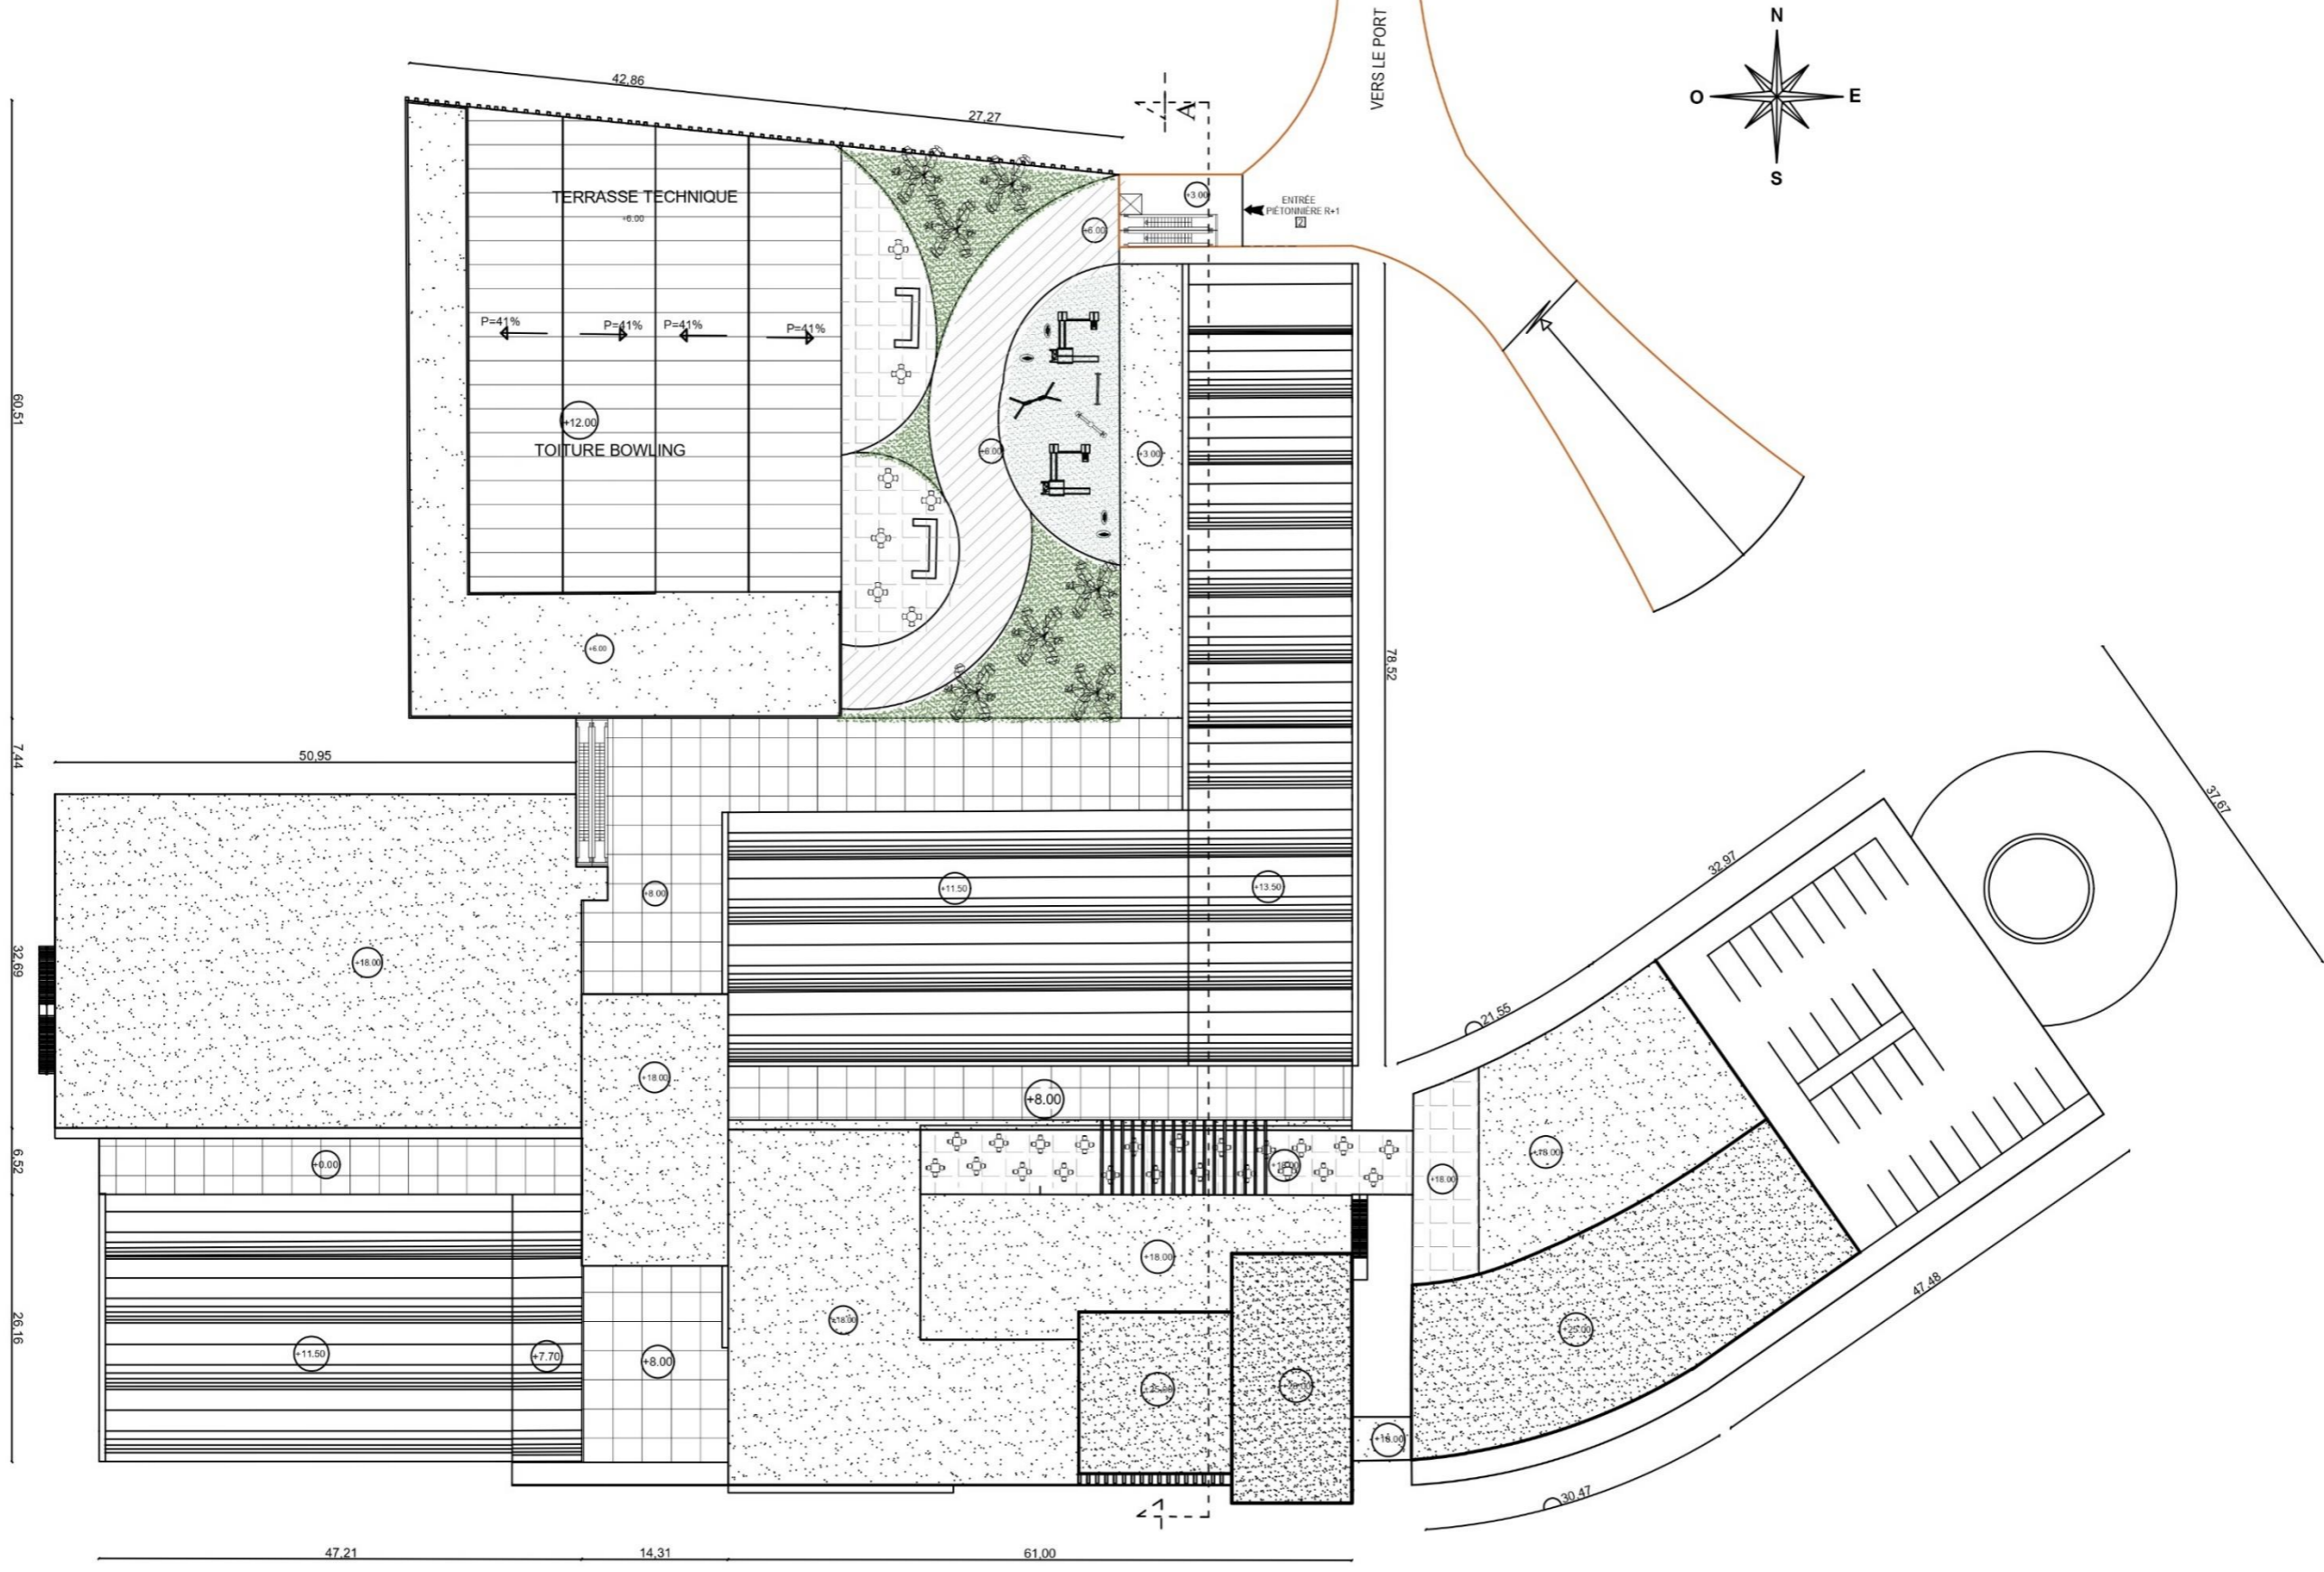 VERS LE PORT
N
O
E
S
42,86
27,27
A
TERRASSE TECHNIQUE
+6.00
+3.00
ENTRÉE
PIÉTONNIÈRE R+1
2
+6.00
P=41%
P=41%
P=41%
P=41%
+12.00
TOITURE BOWLING
+6.00
+3.00
60,51
+6.00
78,52
7,44
50,95
37,67
32,97
+8.00
+11.50
+13.50
32,69
+18.00
21,55
+18.00
+8.00
6,52
+0.00
+18.00
+18.00
+18.00
47,48
26,16
+11.50
+7.70
+8.00
+18.00
30,47
47,21
14,31
61,00